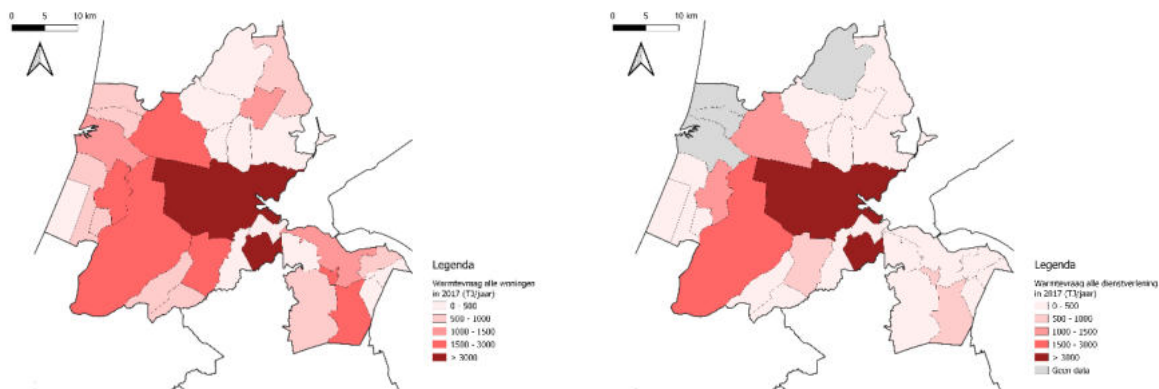 0 5 10 km
Legenda
Warmtevraag alle woningen
in 2017 (TJ/jaar)
0 - 500
500 - 1000
1000 - 1500
1500 - 3000
> 3000
0 5 10 km
Legenda
Warmtevraag alle dienstverlening
in 2017 (TJ/jaar)
0 - 500
500 - 1000
1000 - 1500
1500 - 3000
> 3000
Geen data